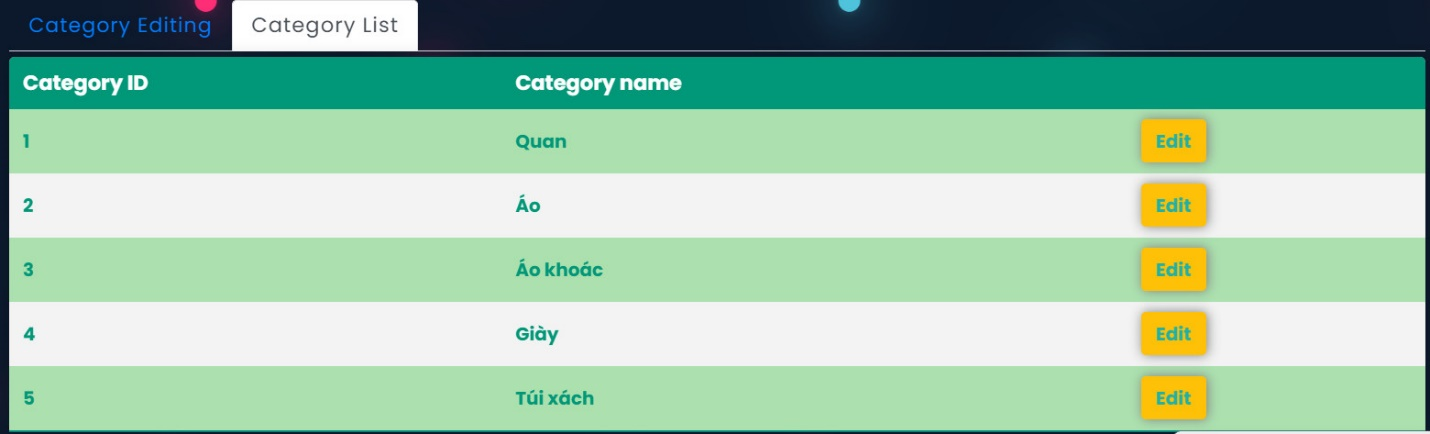 Category Editing Category List
Category ID Category name
1 Quan Edit
2 Áo Edit
3 Áo khoác Edit
4 Giày Edit
5 Túi xách Edit